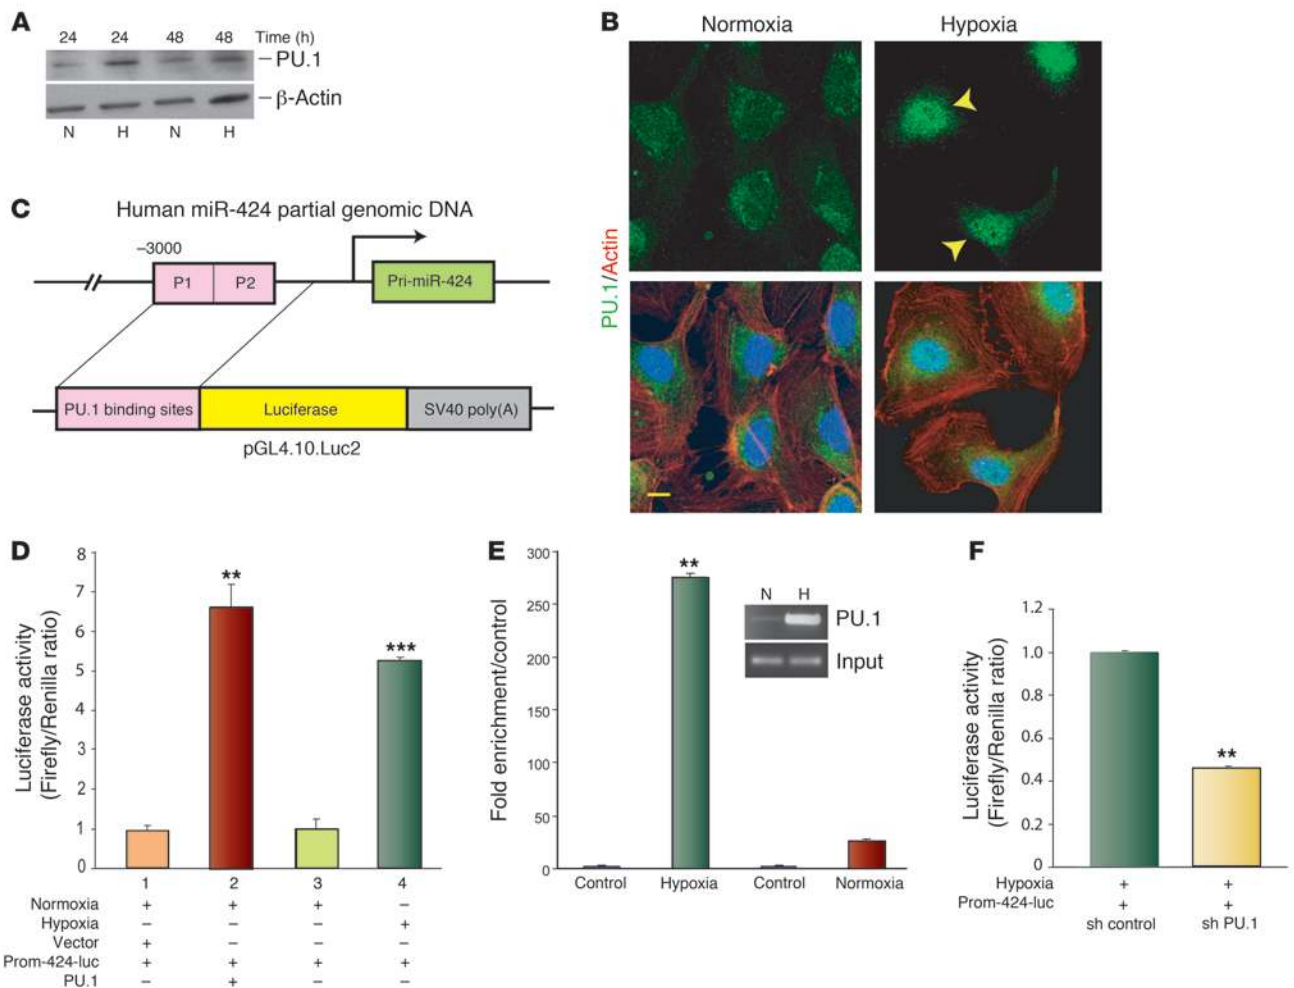 A
24 24 48 48 Time (h)
PU.1
β-Actin
N H N H
B
Normoxia Hypoxia
PU.1/Actin
C
Human miR-424 partial genomic DNA
–3000
P1 P2 Pri-miR-424
PU.1 binding sites Luciferase SV40 poly(A)
pGL4.10.Luc2
D
Luciferase activity
(Firefly/Renilla ratio)
8
7
6
5
4
3
2
1
0
**
***
1 2 3 4
Normoxia + + + –
Hypoxia – – – +
Vector + – – –
Prom-424-luc + + + +
PU.1 – + – –
E
Fold enrichment/control
300
250
200
150
100
50
0
**
N H
PU.1
Input
Control Hypoxia Control Normoxia
F
Luciferase activity
(Firefly/Renilla ratio)
1.2
1.0
0.8
0.6
0.4
0.2
0
**
Hypoxia + +
Prom-424-luc + +
sh control sh PU.1